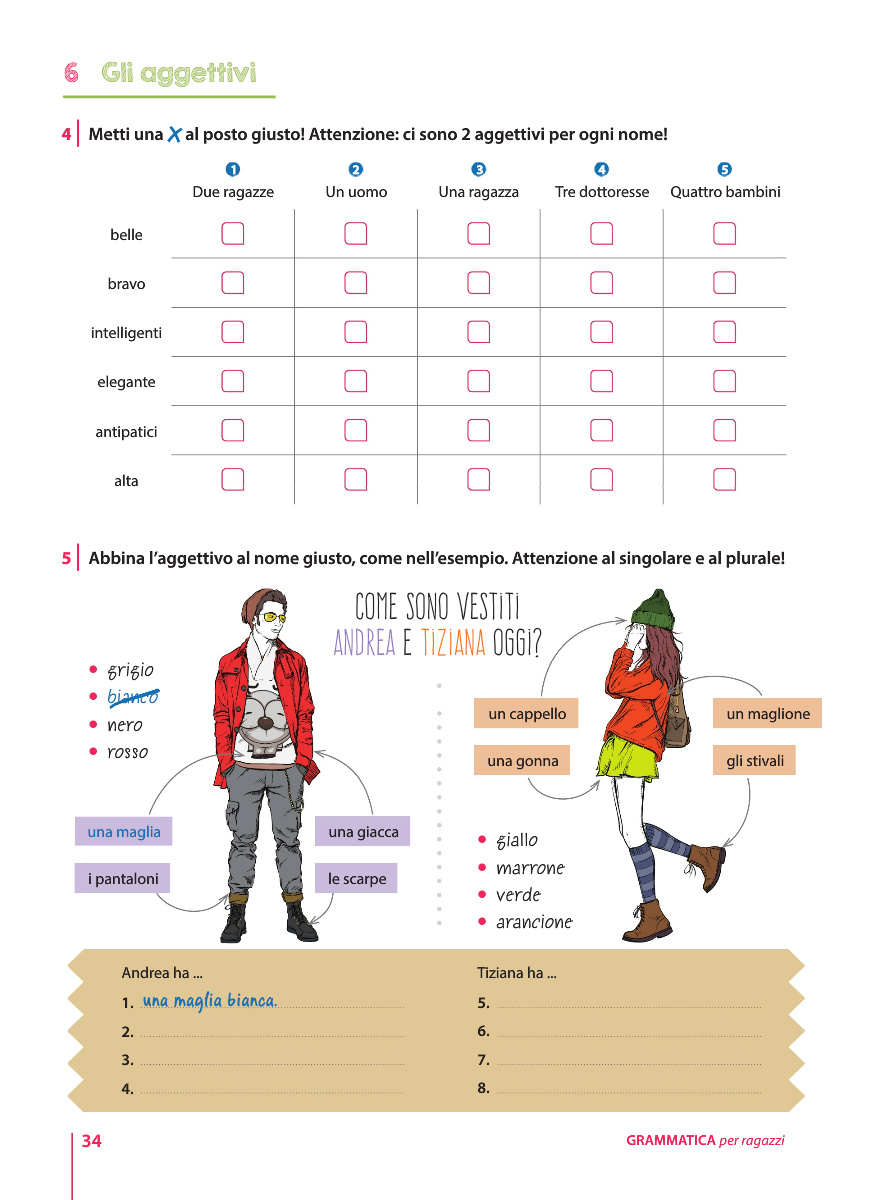 6 Gli aggettivi
4 Metti una X al posto giusto! Attenzione: ci sono 2 aggettivi per ogni nome!
1 2 3 4 5
Due ragazze Un uomo Una ragazza Tre dottoresse Quattro bambini
belle
bravo
intelligenti
elegante
antipatici
alta
5 Abbina l'aggettivo al nome giusto, come nell'esempio. Attenzione al singolare e al plurale!
COME SONO VESTITI
ANDREA E TIZIANA OGGI?
• grigio
• bianco
• nero
• rosso
una maglia
una giacca
i pantaloni
le scarpe
un cappello
un maglione
una gonna
gli stivali
• giallo
• marrone
• verde
• arancione
Andrea ha ...
1. una maglia bianca.
2.
3.
4.
Tiziana ha ...
5.
6.
7.
8.
34
GRAMMATICA per ragazzi